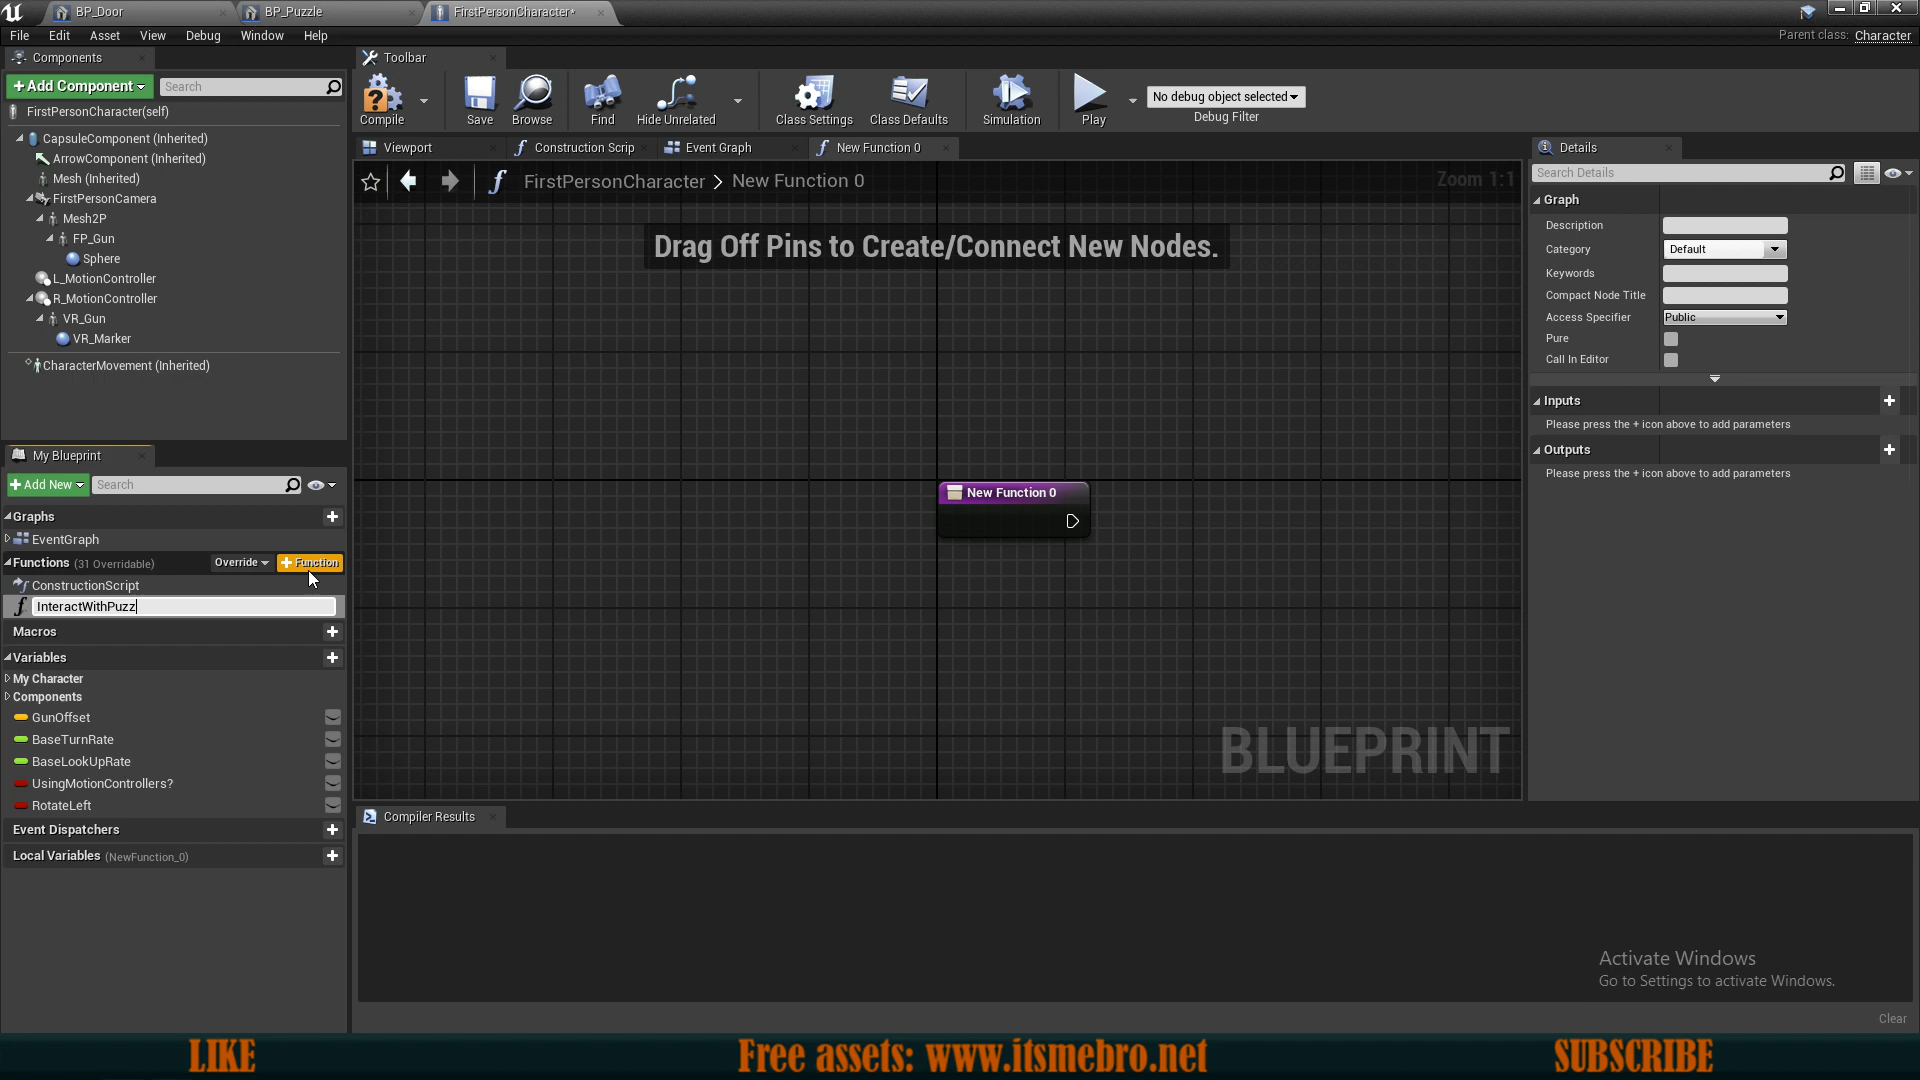 BP_Door
BP_Puzzle
FirstPersonCharacter*
File Edit Asset View Debug Window Help
Parent class: Character
Components
+Add Component
Search
FirstPersonCharacter(self)
CapsuleComponent (Inherited)
ArrowComponent (Inherited)
Mesh (Inherited)
FirstPersonCamera
Mesh2P
FP_Gun
Sphere
L_MotionController
R_MotionController
VR_Gun
VR_Marker
CharacterMovement (Inherited)
My Blueprint
+Add New
Search
Graphs
EventGraph
Functions (31 Overridable)
Override
+Function
ConstructionScript
InteractWithPuzz
Macros
Variables
My Character
Components
GunOffset
BaseTurnRate
BaseLookUpRate
UsingMotionControllers?
RotateLeft
Event Dispatchers
Local Variables (NewFunction_0)
Toolbar
Compile
Save
Browse
Find
Hide Unrelated
Class Settings
Class Defaults
Simulation
Play
No debug object selected
Debug Filter
Viewport
Construction Scrip
Event Graph
New Function 0
FirstPersonCharacter > New Function 0
Zoom 1:1
Drag Off Pins to Create/Connect New Nodes.
New Function 0
BLUEPRINT
Compiler Results
Details
Search Details
Graph
Description
Category
Default
Keywords
Compact Node Title
Access Specifier
Public
Pure
Call In Editor
Inputs
Please press the + icon above to add parameters
Outputs
Please press the + icon above to add parameters
Activate Windows
Go to Settings to activate Windows.
Clear
LIKE
Free assets: www.itsmebro.net
SUBSCRIBE